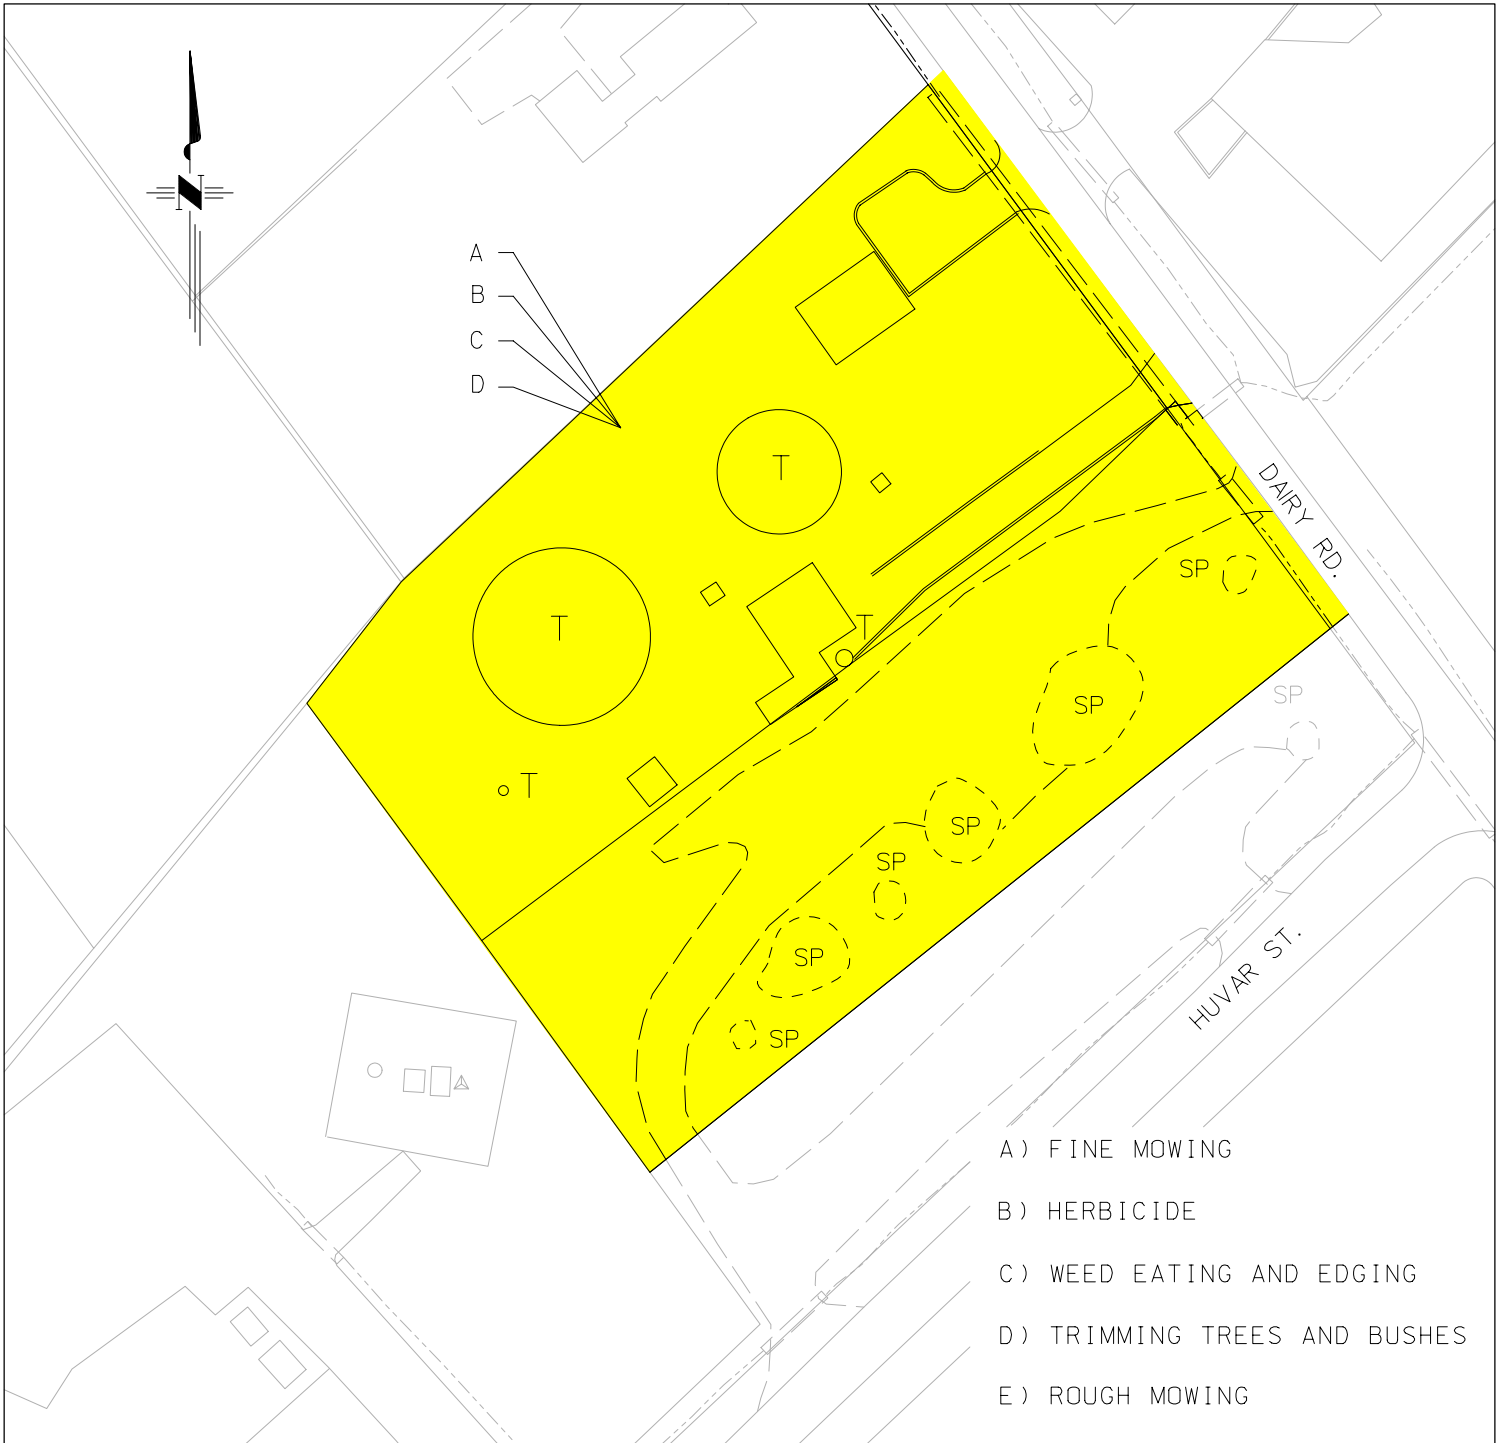 N
A
B
C
D
T
T
T
T
DAIRY RD.
SP
SP
SP
SP
SP
SP
SP
HUVAR ST.
A) FINE MOWING
B) HERBICIDE
C) WEED EATING AND EDGING
D) TRIMMING TREES AND BUSHES
E) ROUGH MOWING